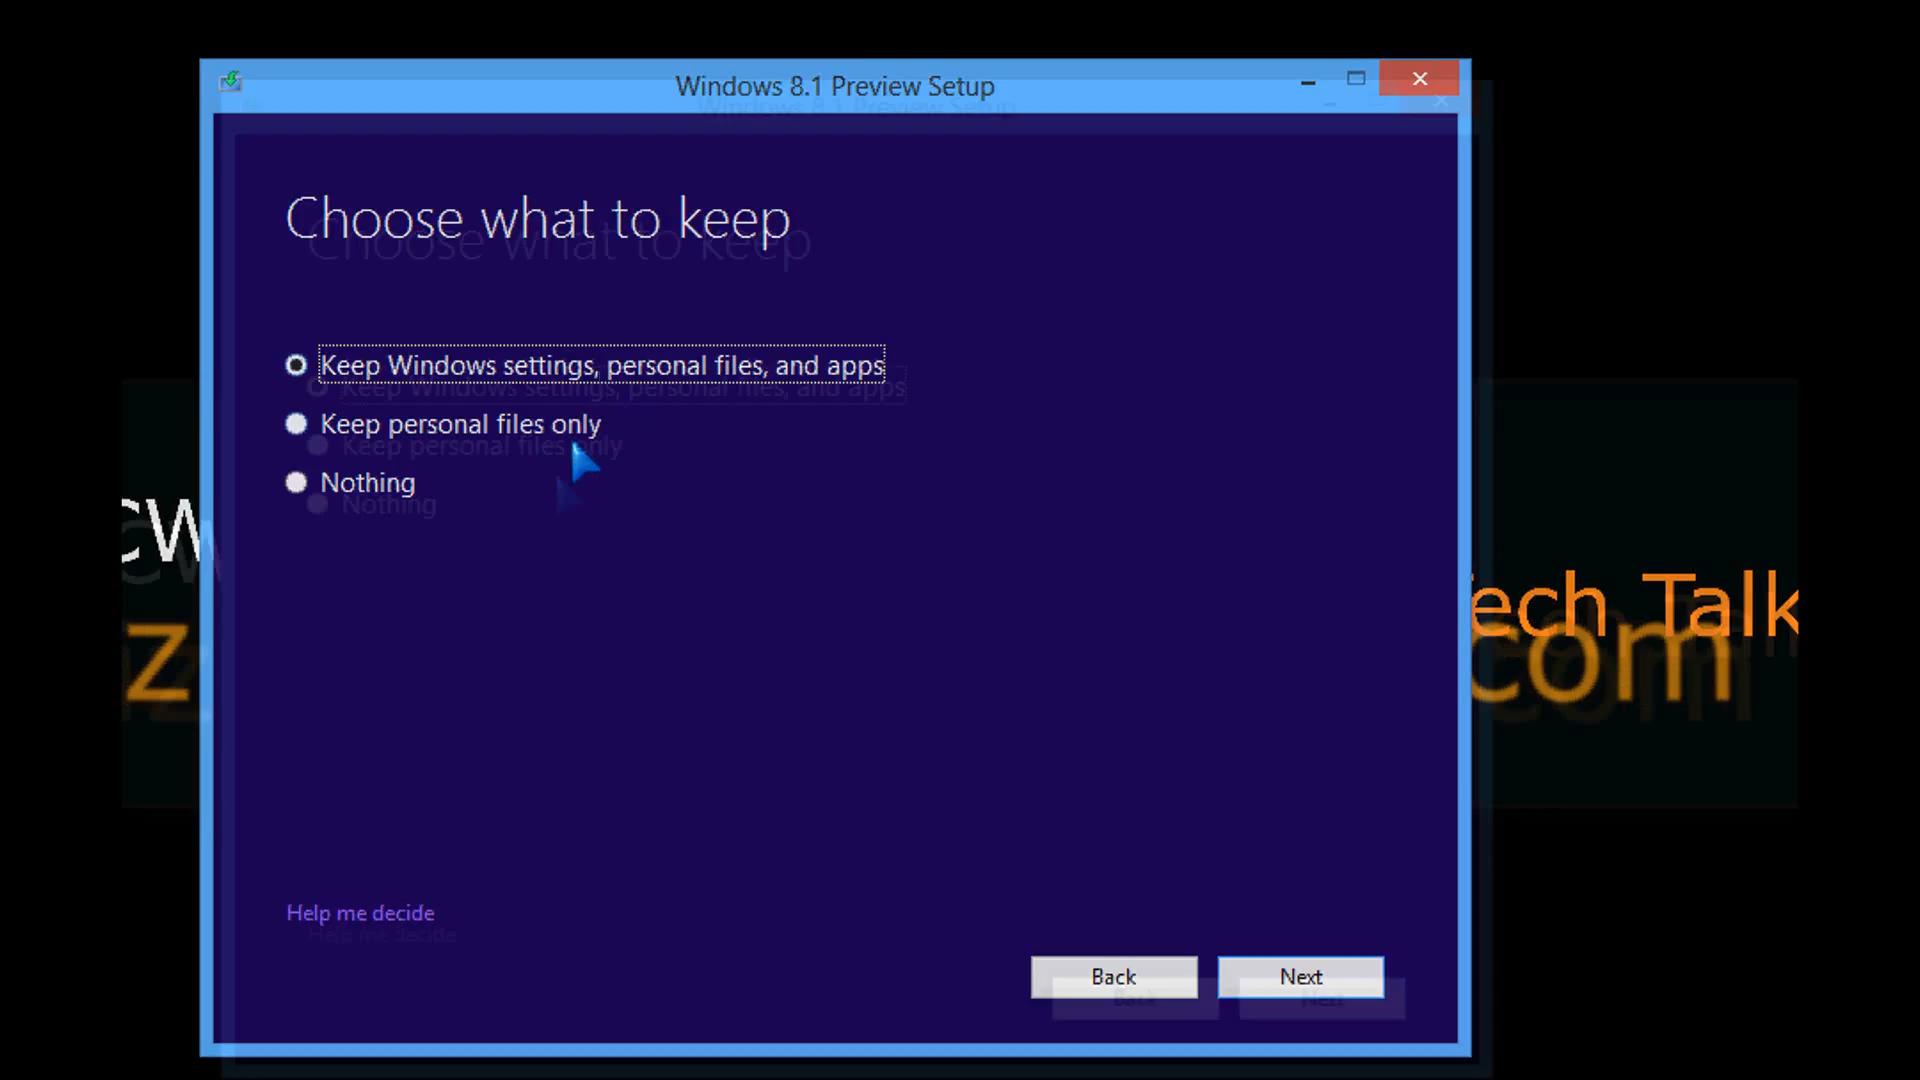 Windows 8.1 Preview Setup
Choose what to keep
Keep Windows settings, personal files, and apps
Keep personal files only
Nothing
cw
ech Talk
z
com
Help me decide
Back
Next